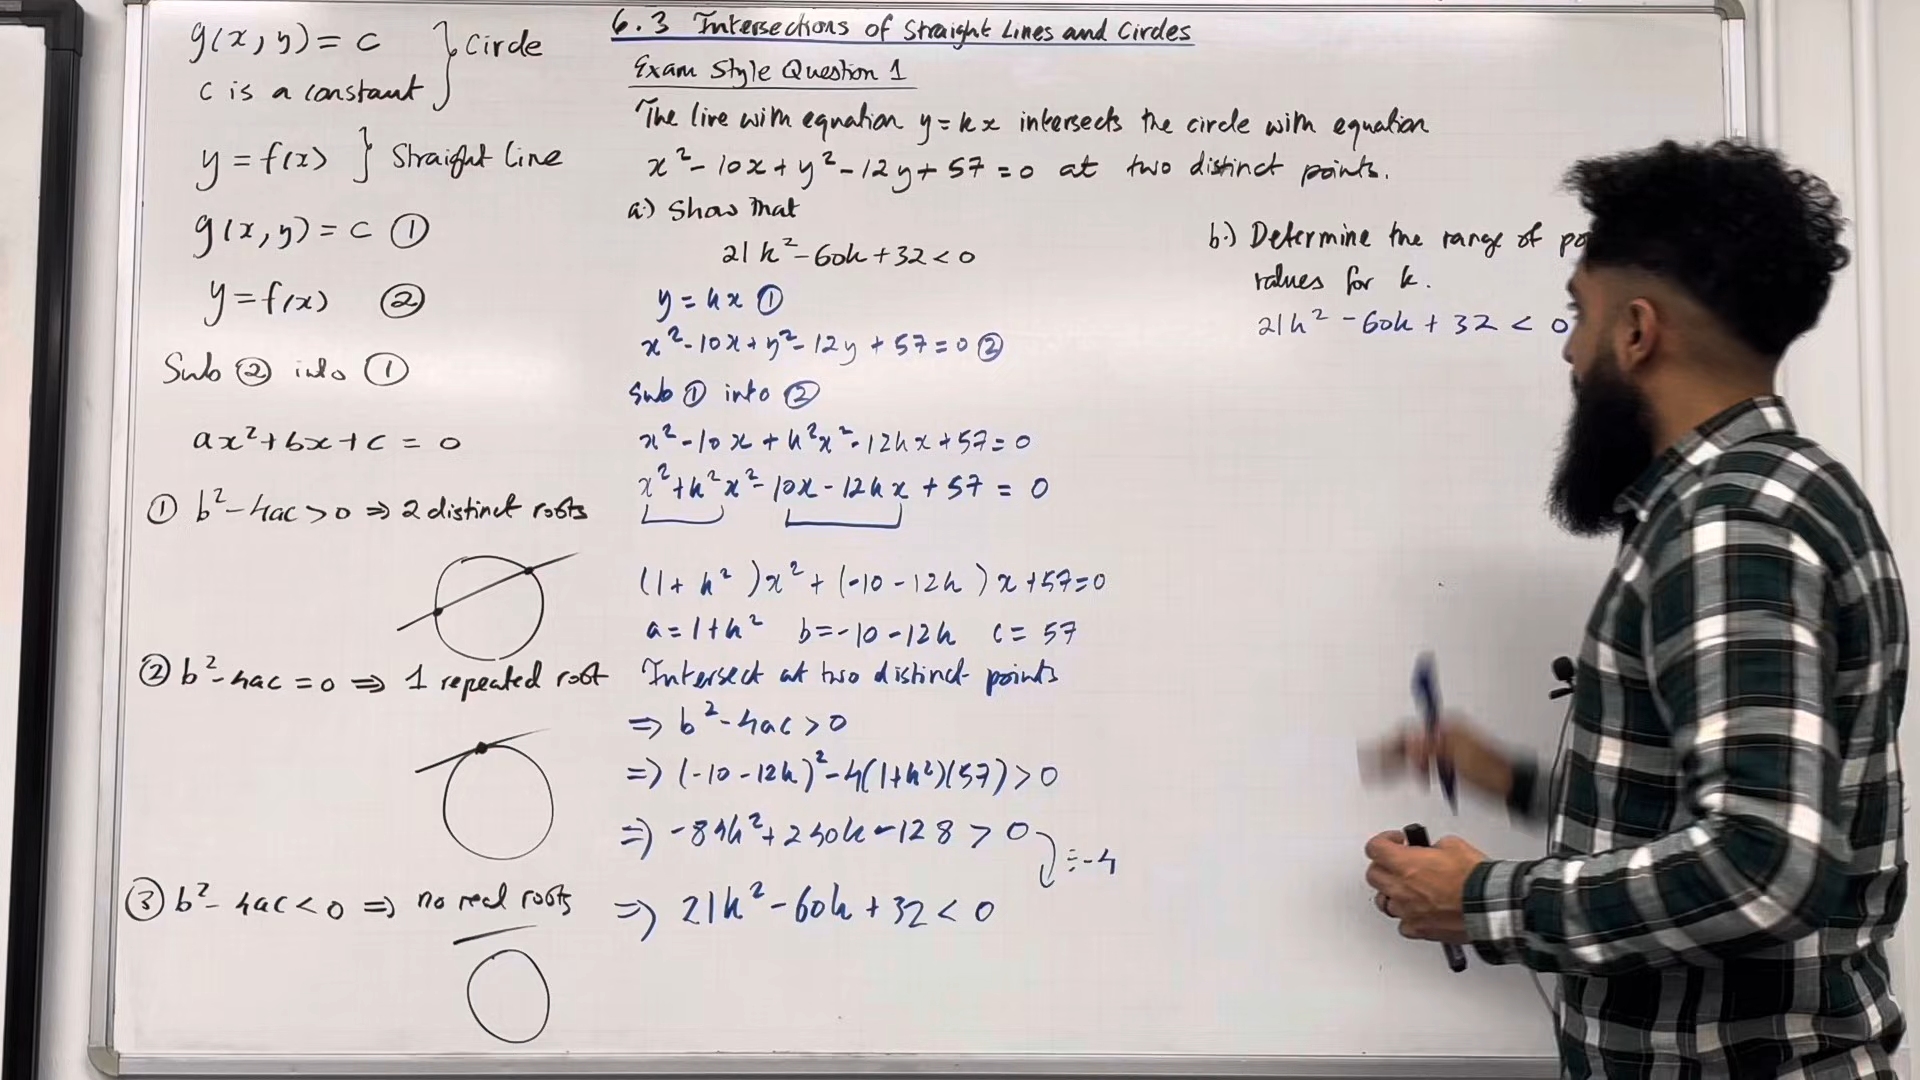 g(x, y) = c } Circle
c is a constant
y = f(x) } Straight Line
g(x, y) = c ①
y = f(x) ②
Sub ② into ①
ax² + bx + c = 0
① b² - 4ac > 0 ⇒ 2 distinct roots
② b² - 4ac = 0 ⇒ 1 repeated root
③ b² - 4ac < 0 ⇒ no real roots
6.3 Intersections of Straight Lines and Circles
Exam Style Question 1
The line with equation y = kx intersects the circle with equation
x² - 10x + y² - 12y + 57 = 0 at two distinct points.
a.) Show that
21k² - 60k + 32 < 0
y = kx ①
x² - 10x + y² - 12y + 57 = 0 ②
Sub ① into ②
x² - 10x + k²x² - 12kx + 57 = 0
x² + k²x² - 10x - 12kx + 57 = 0
(1 + k²)x² + (-10 - 12k)x + 57 = 0
a = 1 + k² b = -10 - 12k c = 57
Intersect at two distinct points
⇒ b² - 4ac > 0
⇒ (-10 - 12k)² - 4(1 + k²)(57) > 0
⇒ -84k² + 240k - 128 > 0
÷ -4
⇒ 21k² - 60k + 32 < 0
b.) Determine the range of
values for k.
21k² - 60k + 32 < 0